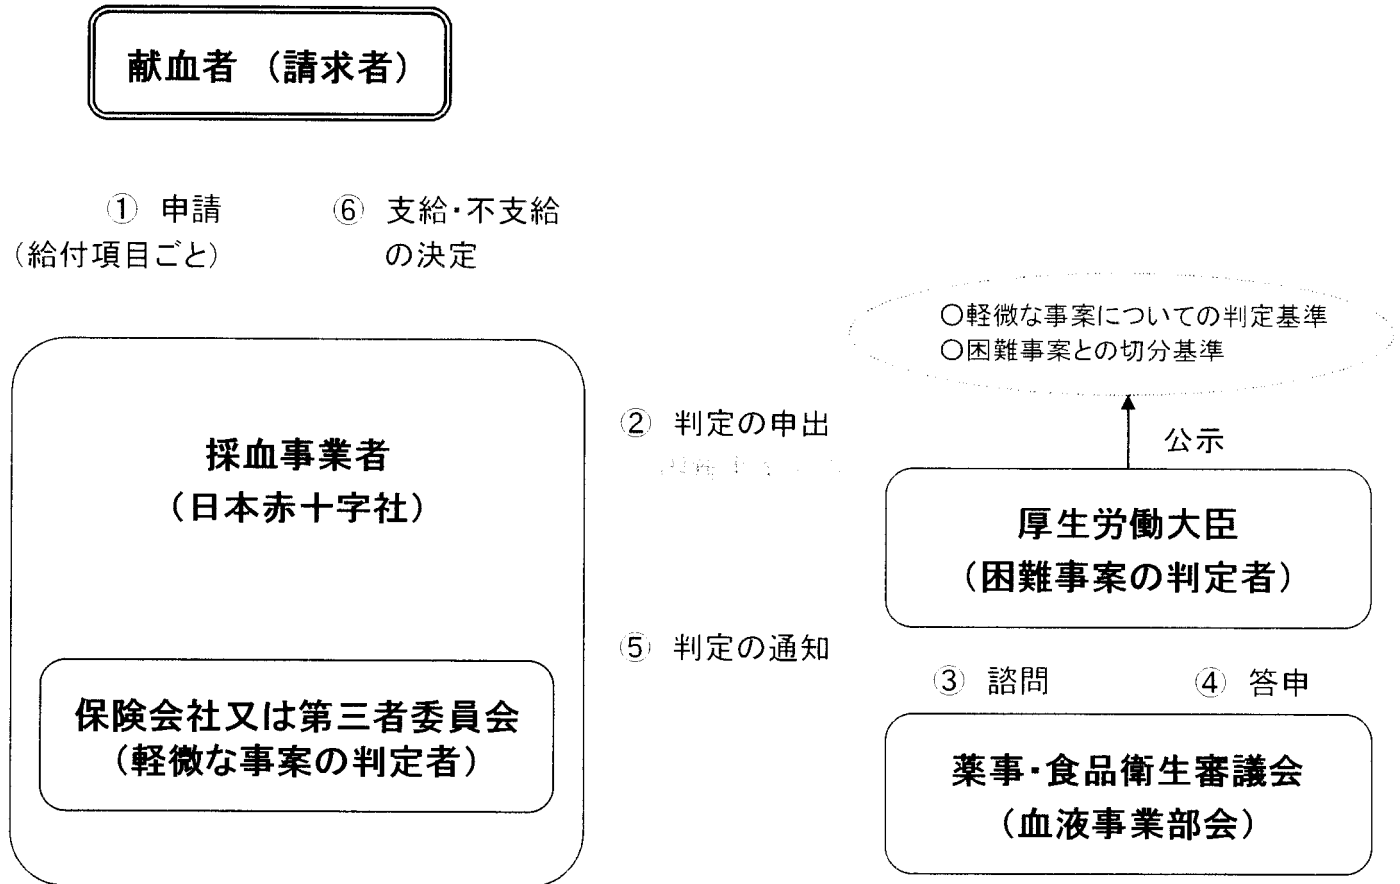 献血者 (請求者)
① 申請
(給付項目ごと)
⑥ 支給・不支給
の決定
○軽微な事案についての判定基準
○困難事案との切分基準
公示
採血事業者
(日本赤十字社)
② 判定の申出
厚生労働大臣
(困難事案の判定者)
⑤ 判定の通知
③ 諮問
④ 答申
保険会社又は第三者委員会
(軽微な事案の判定者)
薬事・食品衛生審議会
(血液事業部会)